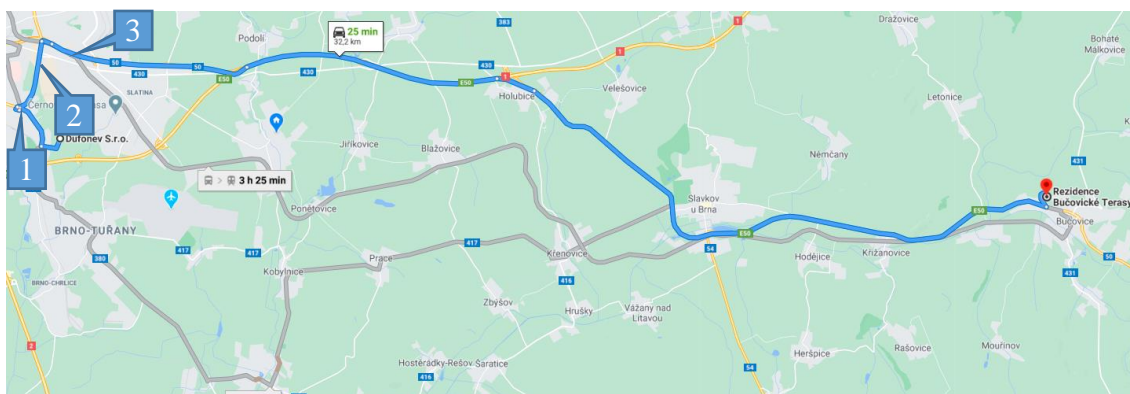 3
2
1
25 min
32,2 km
Podolí
383
1
1
430
50
50
430
430
E50
E50
1
Holubice
Velešovice
Dražovice
Bohaté
Málkovice
Letonice
SLATINA
Dufonev S.r.o.
Jiříkovice
Blažovice
Němčany
3 h 25 min
Ponětovice
Slavkov
u Brna
431
Rezidence
Bučovické Terasy
Bučovice
E50
E50
50
431
BRNO-TUŘANY
417
417
417
380
Kobylnice
Prace
Křenovice
416
54
Hodějice
Křižanovice
BRNO-CHRLICE
Zbýšov
Hrušky
Vážany nad
Litavou
2
Hostěrádky-Rešov
Šaratice
416
54
Heršpice
Rašovice
Mouřínov